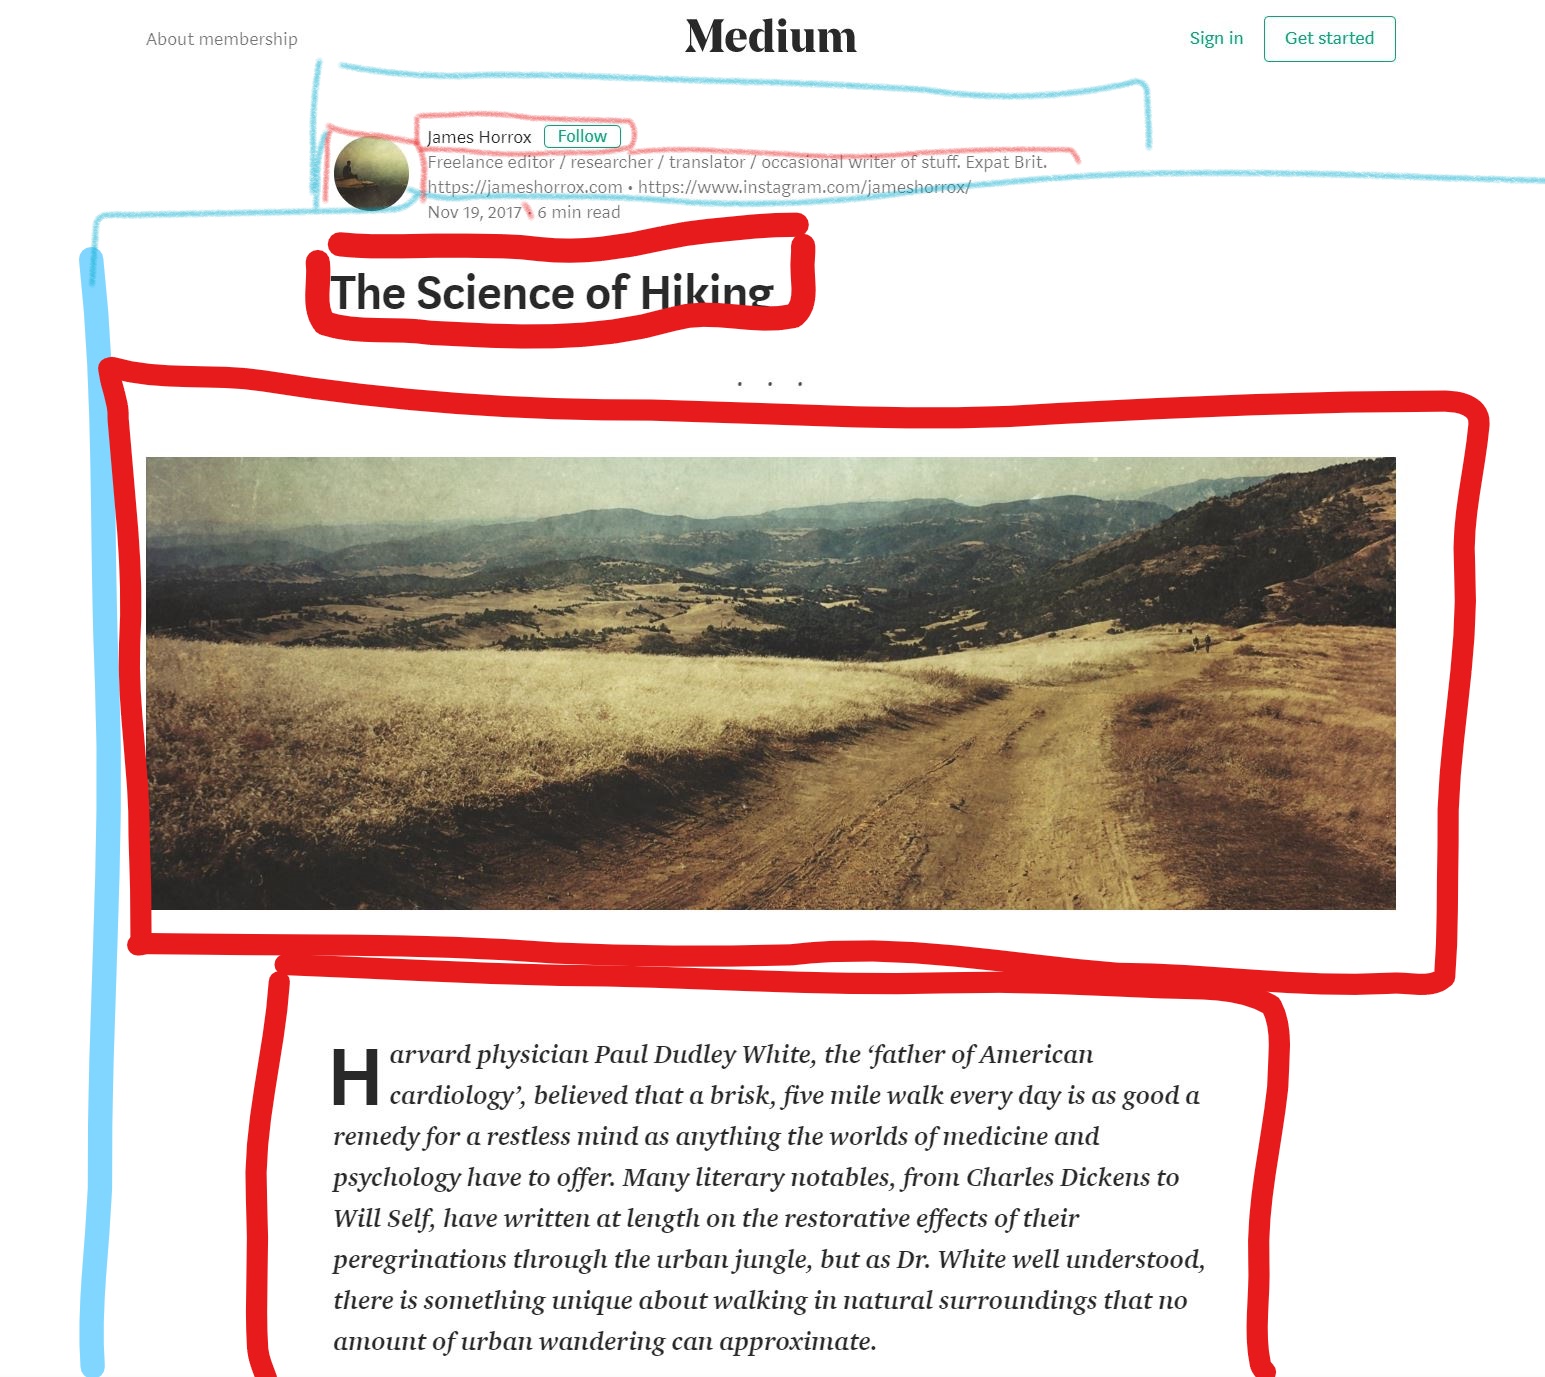 About membership
Medium
Sign in
Get started
James Horrox
Follow
Freelance editor / researcher / translator / occasional writer of stuff. Expat Brit.
https://jameshorrox.com • https://www.instagram.com/jameshorrox/
Nov 19, 2017 · 6 min read
The Science of Hiking
. . .
Harvard physician Paul Dudley White, the ‘father of American
cardiology’, believed that a brisk, five mile walk every day is as good a
remedy for a restless mind as anything the worlds of medicine and
psychology have to offer. Many literary notables, from Charles Dickens to
Will Self, have written at length on the restorative effects of their
peregrinations through the urban jungle, but as Dr. White well understood,
there is something unique about walking in natural surroundings that no
amount of urban wandering can approximate.